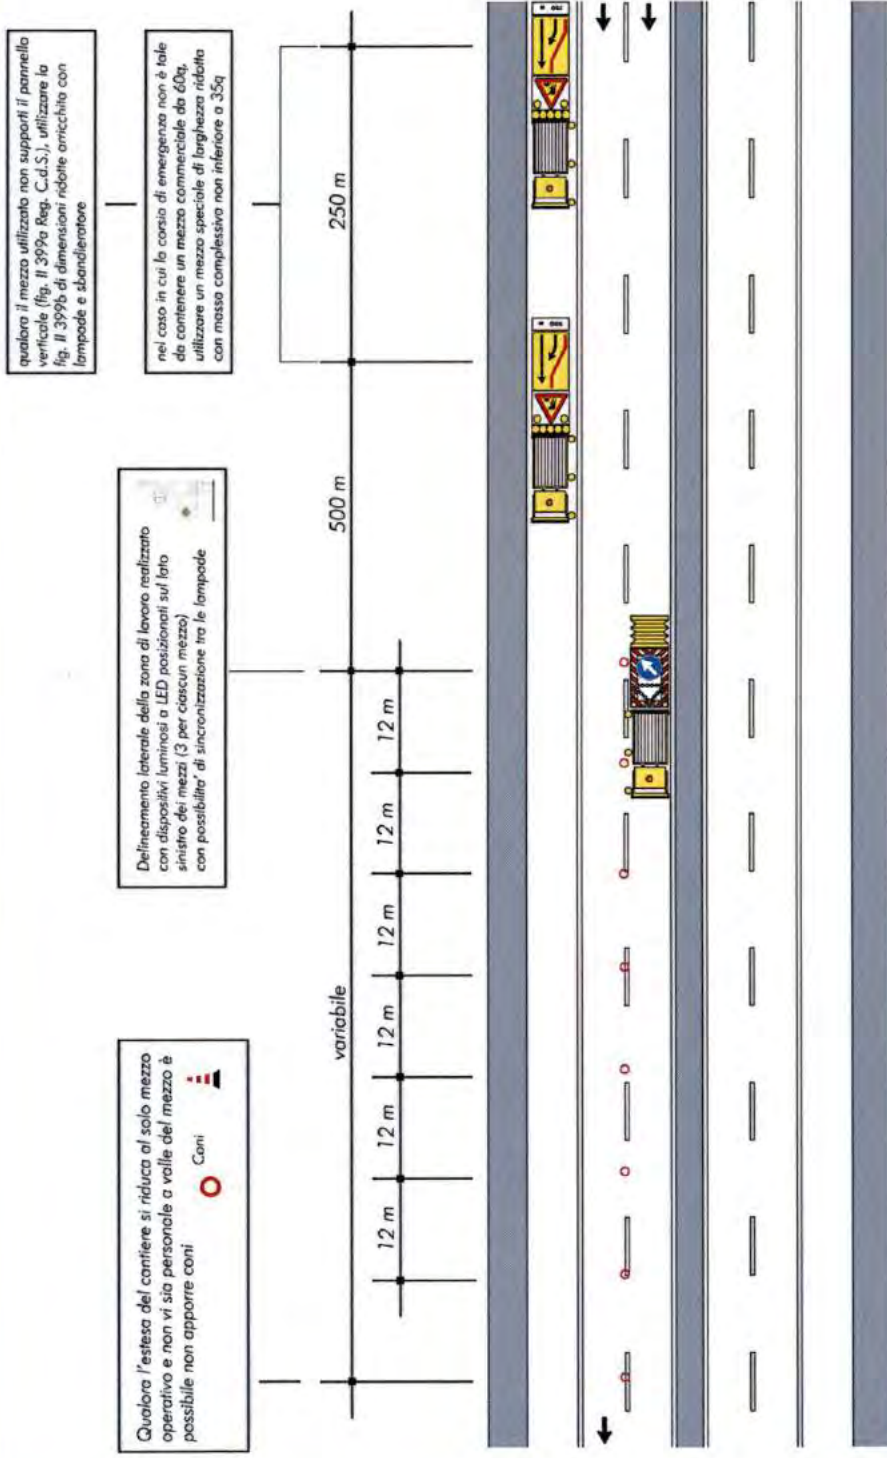 qualora il mezzo utilizzato non supporti il pannello
verticale (fig. II 399a Reg. C.d.S.), utilizzare la
fig. II 399b di dimensioni ridotte arricchita con
lampade e sbandieratore
nel caso in cui la corsia di emergenza non è tale
da contenere un mezzo commerciale da 60q,
utilizzare un mezzo speciale di larghezza ridotta
con massa complessiva non inferiore a 35q
Delineamento laterale della zona di lavoro realizzato
con dispositivi luminosi a LED posizionati sul lato
sinistro dei mezzi (3 per ciascun mezzo)
con possibilita' di sincronizzazione tra le lampade
Qualora l'estesa del cantiere si riduca al solo mezzo
operativo e non vi sia personale a valle del mezzo è
possibile non apporre coni
Coni
variabile
500 m
250 m
12 m
12 m
12 m
12 m
12 m
12 m
500 m
750 m